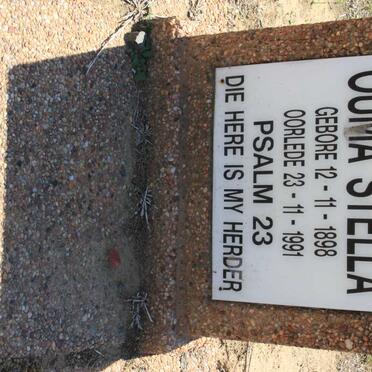 OUMA STELLA
GEBORE 12 - 11 - 1898
OORLEDE 23 - 11 - 1991
PSALM 23
DIE HERE IS MY HERDER